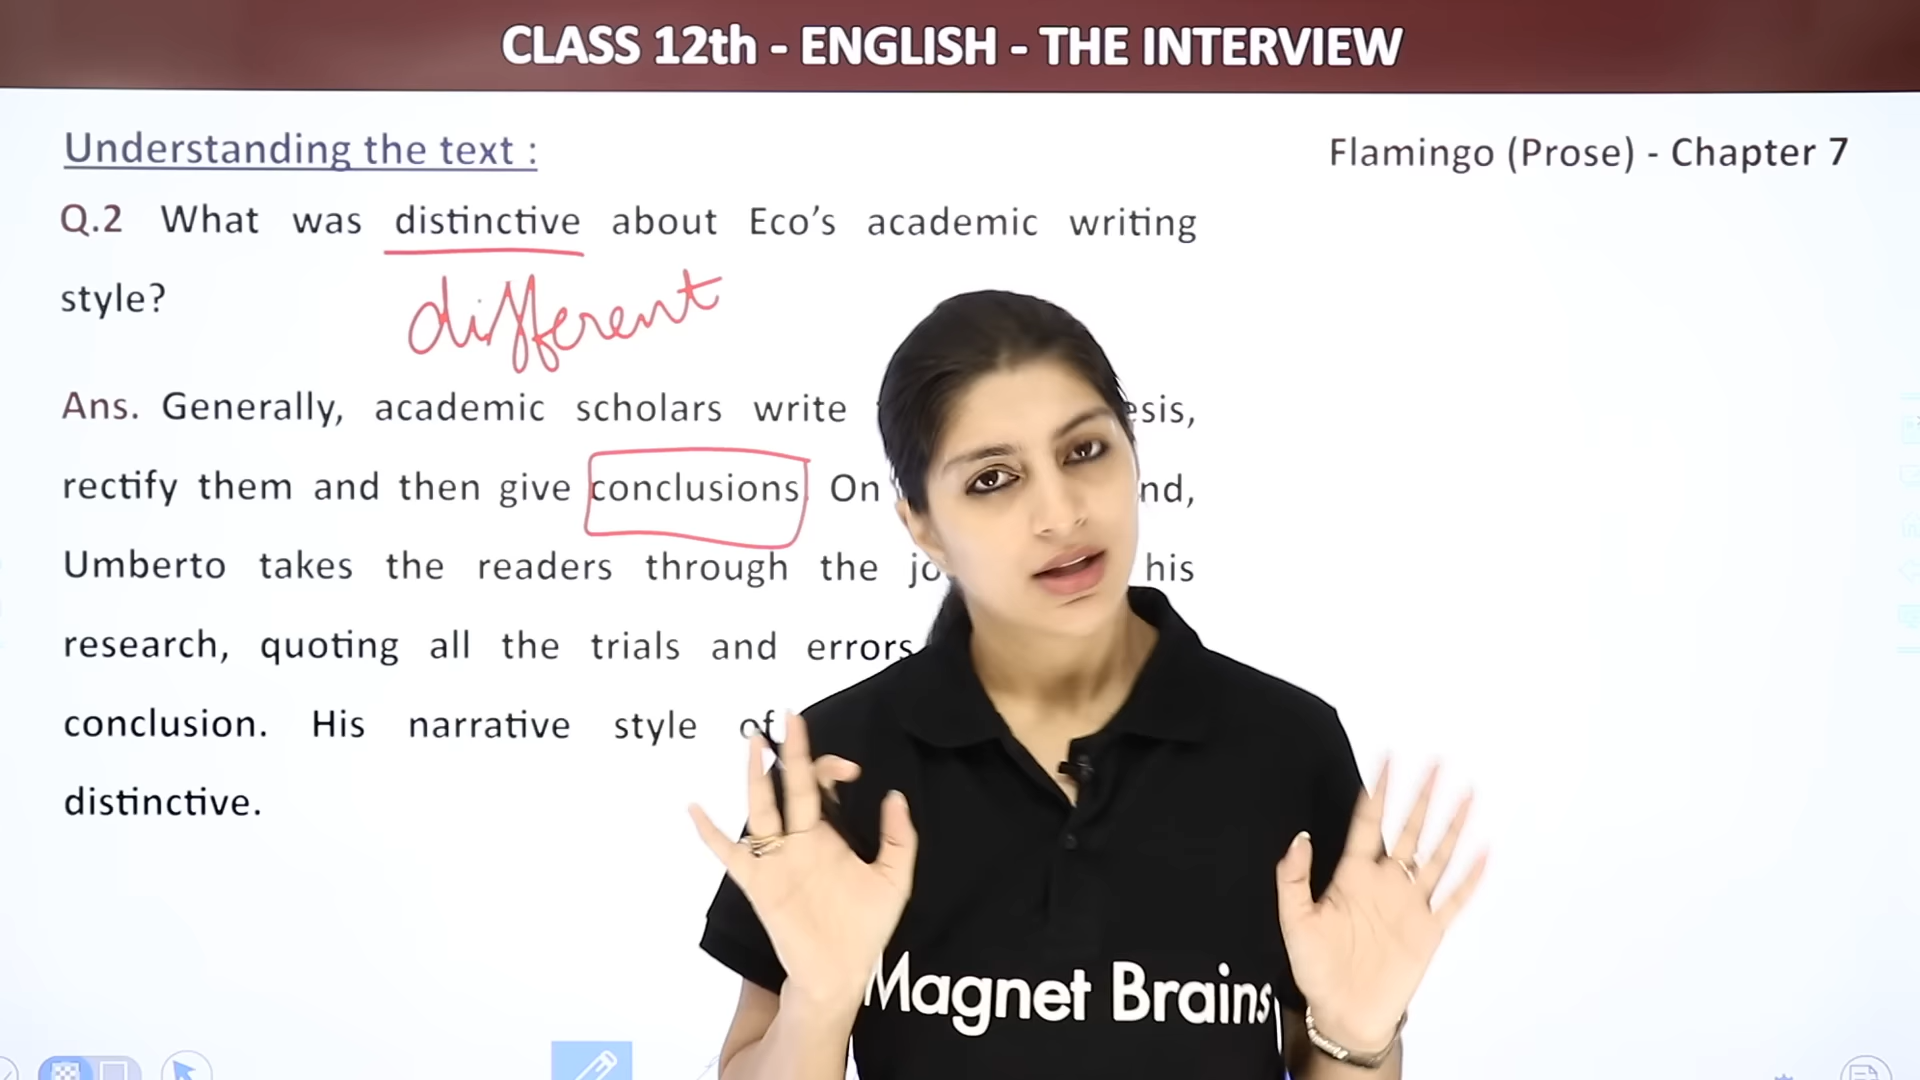 CLASS 12th - ENGLISH - THE INTERVIEW
Understanding the text :
Flamingo (Prose) - Chapter 7
Q.2 What was distinctive about Eco’s academic writing
style?
different
Ans. Generally, academic scholars write
rectify them and then give conclusions On
Umberto takes the readers through the his
research, quoting all the trials and errors
conclusion. His narrative style of
distinctive.
Magnet Brains